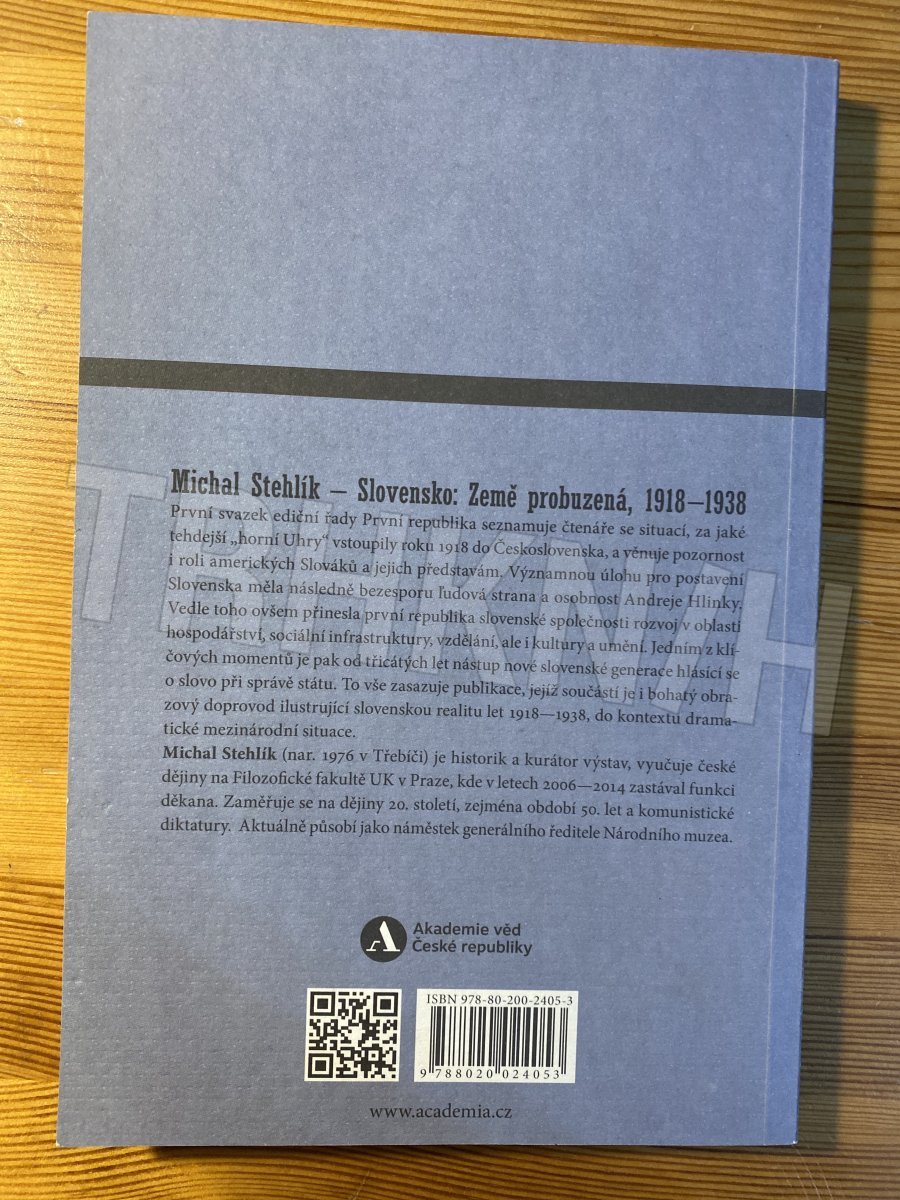 Michal Stehlík – Slovensko: Země probuzená, 1918–1938
První svazek ediční řady První republika seznamuje čtenáře se situací, za jaké
tehdejší „horní Uhry“ vstoupily roku 1918 do Československa, a věnuje pozornost
i roli amerických Slováků a jejich představám. Významnou úlohu pro postavení
Slovenska měla následně bezesporu ľudová strana a osobnost Andreje Hlinky.
Vedle toho ovšem přinesla první republika slovenské společnosti rozvoj v oblasti
hospodářství, sociální infrastruktury, vzdělání, ale i kultury a umění. Jedním z klí-
čových momentů je pak od třicátých let nástup nové slovenské generace hlásící se
o slovo při správě státu. To vše zasazuje publikace, jejíž součástí je i bohatý obra-
zový doprovod ilustrující slovenskou realitu let 1918—1938, do kontextu drama-
tické mezinárodní situace.
Michal Stehlík (nar. 1976 v Třebíči) je historik a kurátor výstav, vyučuje české
dějiny na Filozofické fakultě UK v Praze, kde v letech 2006—2014 zastával funkci
děkana. Zaměřuje se na dějiny 20. století, zejména období 50. let a komunistické
diktatury. Aktuálně působí jako náměstek generálního ředitele Národního muzea.
A
Akademie věd
České republiky
ISBN 978-80-200-2405-3
9 788020 024053
www.academia.cz